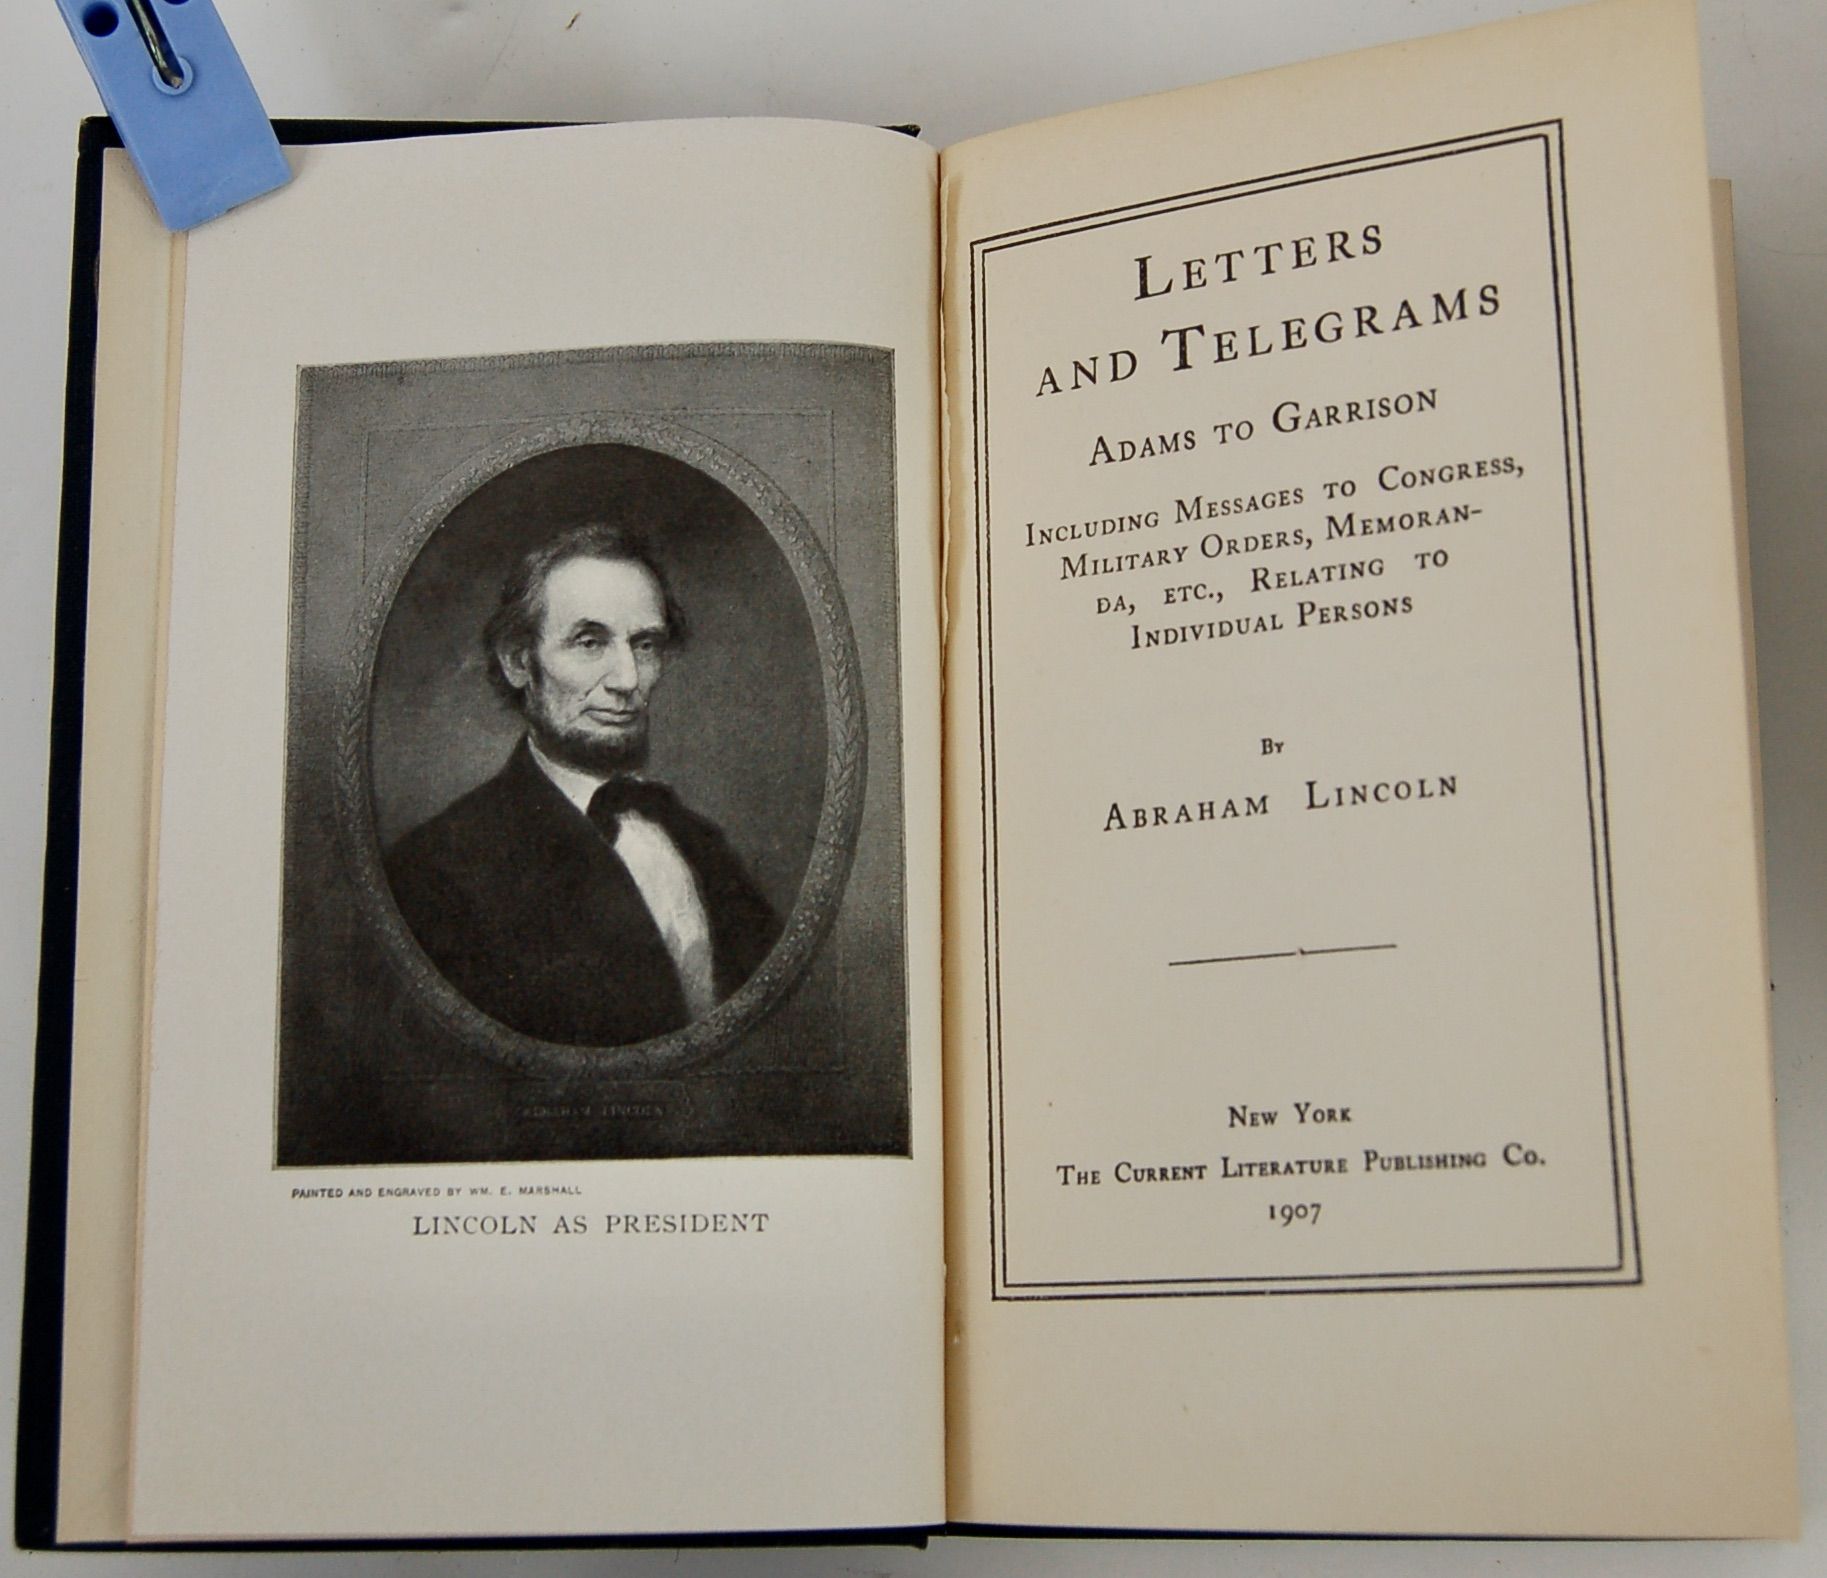 ABRAHAM LINCOLN
PAINTED AND ENGRAVED BY WM. E. MARSHALL
LINCOLN AS PRESIDENT
LETTERS
AND TELEGRAMS
ADAMS TO GARRISON
INCLUDING MESSAGES TO CONGRESS,
MILITARY ORDERS, MEMORAN-
DA, ETC., RELATING TO
INDIVIDUAL PERSONS
BY
ABRAHAM LINCOLN
NEW YORK
THE CURRENT LITERATURE PUBLISHING CO.
1907